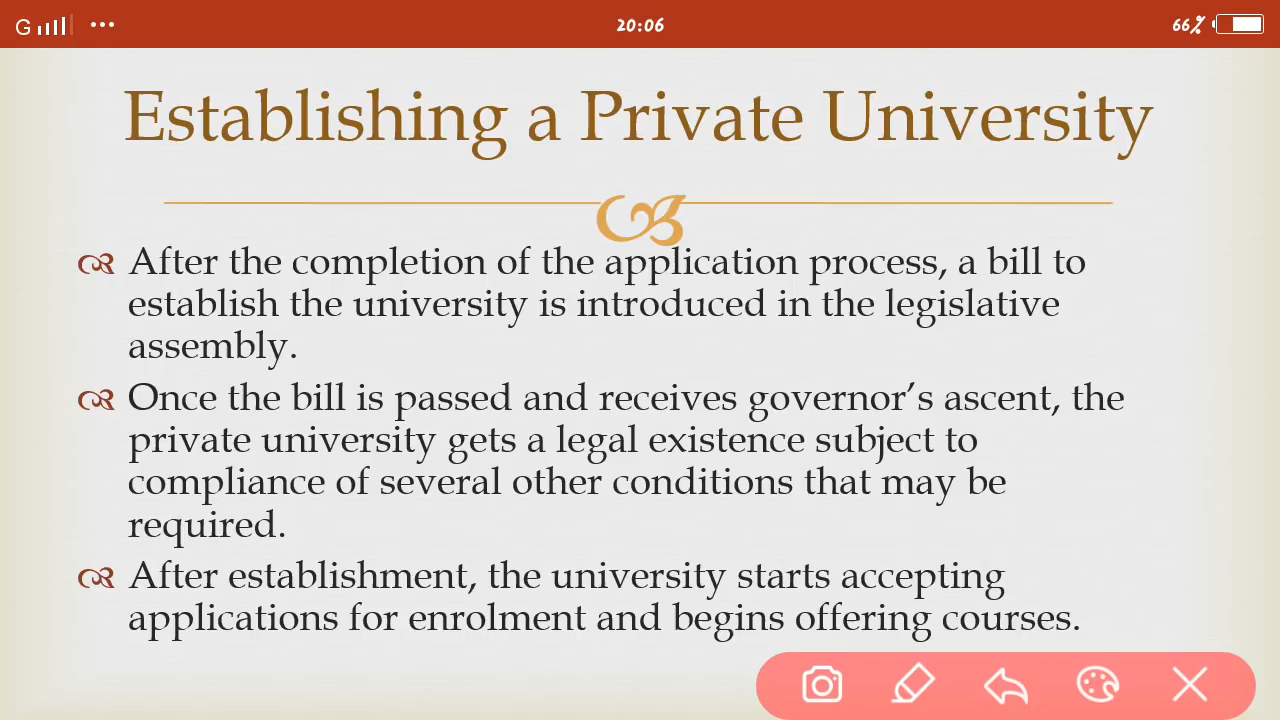 G
20:06
66%
Establishing a Private University
After the completion of the application process, a bill to
establish the university is introduced in the legislative
assembly.
Once the bill is passed and receives governor’s ascent, the
private university gets a legal existence subject to
compliance of several other conditions that may be
required.
After establishment, the university starts accepting
applications for enrolment and begins offering courses.